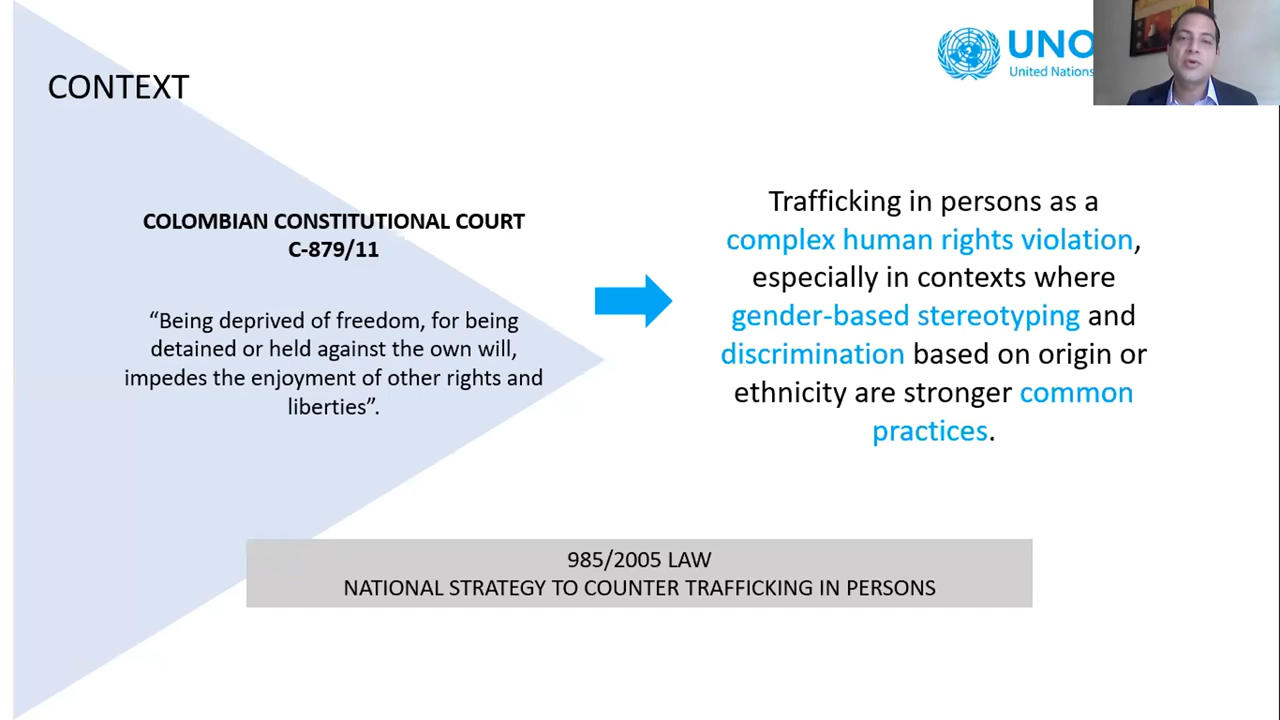 CONTEXT
UNO
United Nations
COLOMBIAN CONSTITUTIONAL COURT
C-879/11
“Being deprived of freedom, for being
detained or held against the own will,
impedes the enjoyment of other rights and
liberties”.
Trafficking in persons as a
complex human rights violation,
especially in contexts where
gender-based stereotyping and
discrimination based on origin or
ethnicity are stronger common
practices.
985/2005 LAW
NATIONAL STRATEGY TO COUNTER TRAFFICKING IN PERSONS